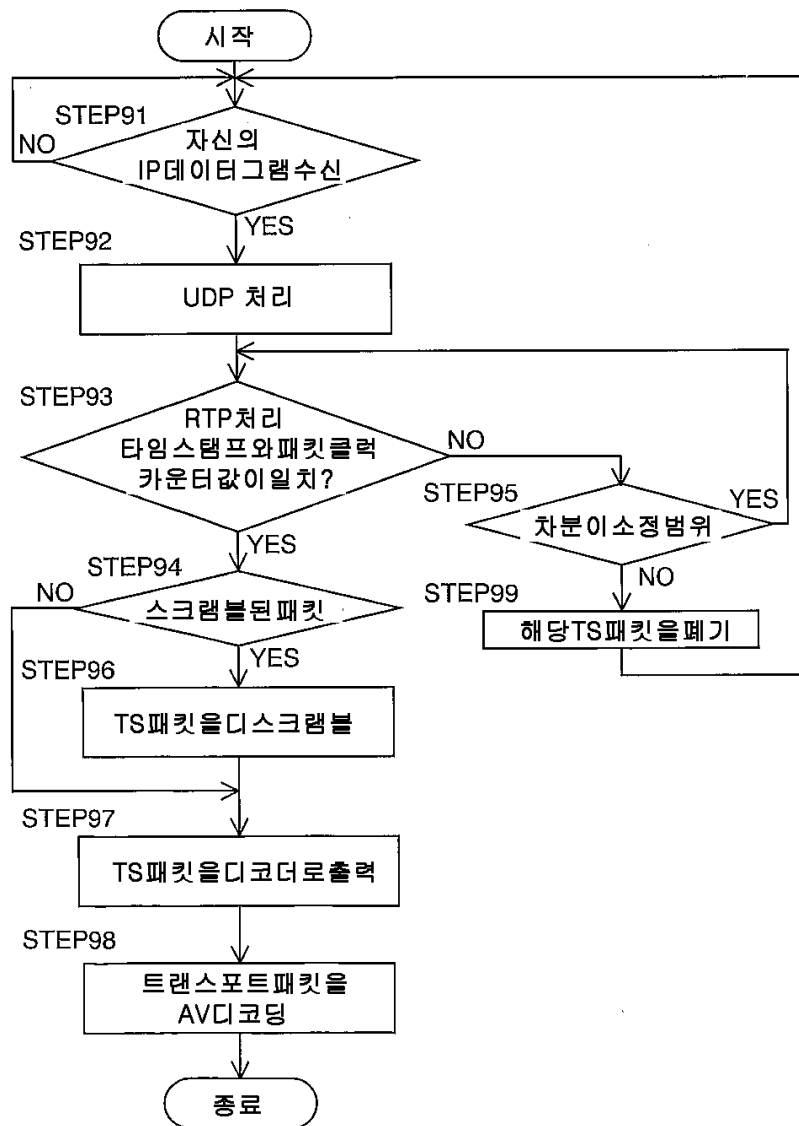 시작
STEP91
NO
자신의
IP데이터그램수신
YES
STEP92
UDP 처리
STEP93
RTP처리
타임스탬프와패킷클럭
카운터값이일치?
NO
STEP95
YES
차분이소정범위
YES
STEP94
NO
스크램블된패킷
NO
STEP99
해당TS패킷을폐기
YES
STEP96
TS패킷을디스크램블
STEP97
TS패킷을디코더로출력
STEP98
트랜스포트패킷을
AV디코딩
종료